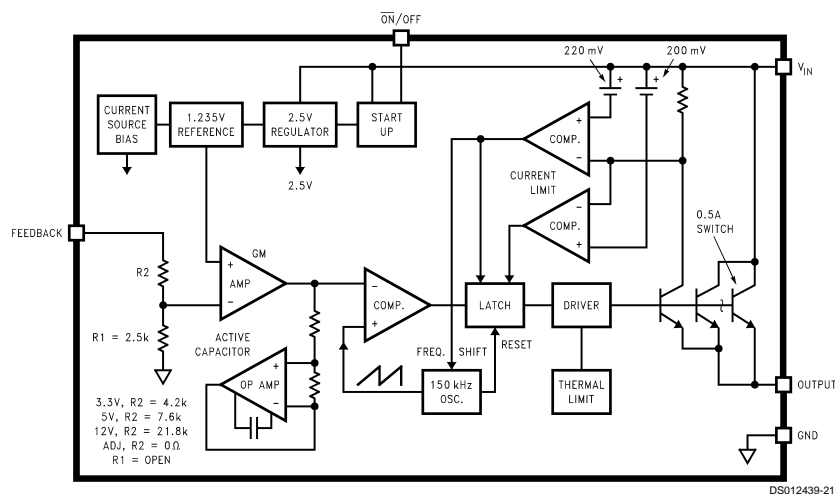 ON/OFF
220 mV
200 mV
+
+
VIN
CURRENT
SOURCE
BIAS
1.235V
REFERENCE
2.5V
REGULATOR
START
UP
2.5V
+
COMP.
−
CURRENT
LIMIT
−
COMP.
+
0.5A
SWITCH
FEEDBACK
R2
R1 = 2.5k
GM
+
AMP
−
−
COMP.
+
LATCH
DRIVER
FREQ. SHIFT
RESET
150 kHz
OSC.
THERMAL
LIMIT
ACTIVE
CAPACITOR
+
OP AMP
−
OUTPUT
GND
3.3V, R2 = 4.2k
5V, R2 = 7.6k
12V, R2 = 21.8k
ADJ, R2 = 0Ω
R1 = OPEN
DS012439-21